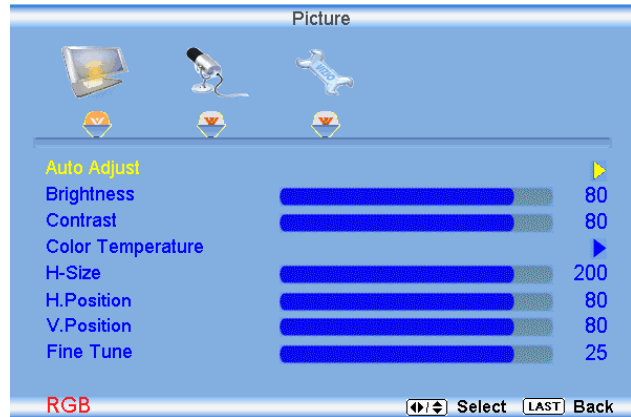 Picture
VIZIO
Auto Adjust
Brightness 80
Contrast 80
Color Temperature
H-Size 200
H.Position 80
V.Position 80
Fine Tune 25
RGB Select LAST Back